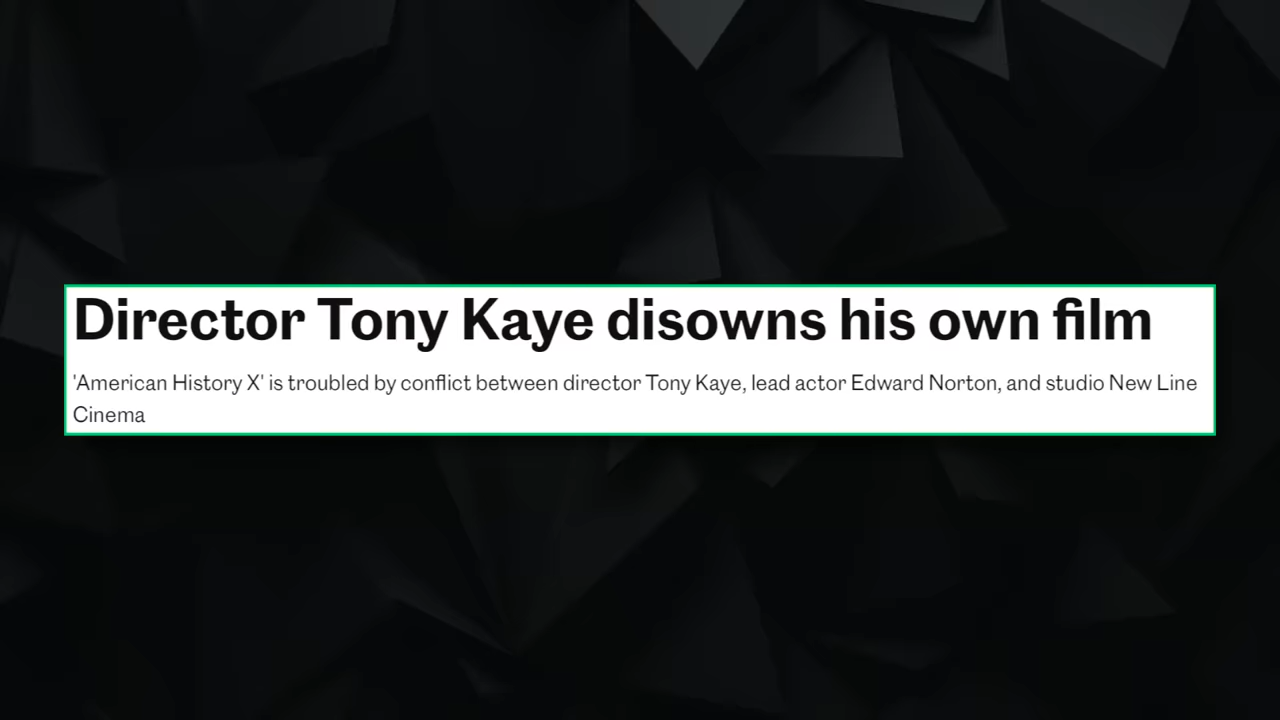 Director Tony Kaye disowns his own film
'American History X' is troubled by conflict between director Tony Kaye, lead actor Edward Norton, and studio New Line
Cinema